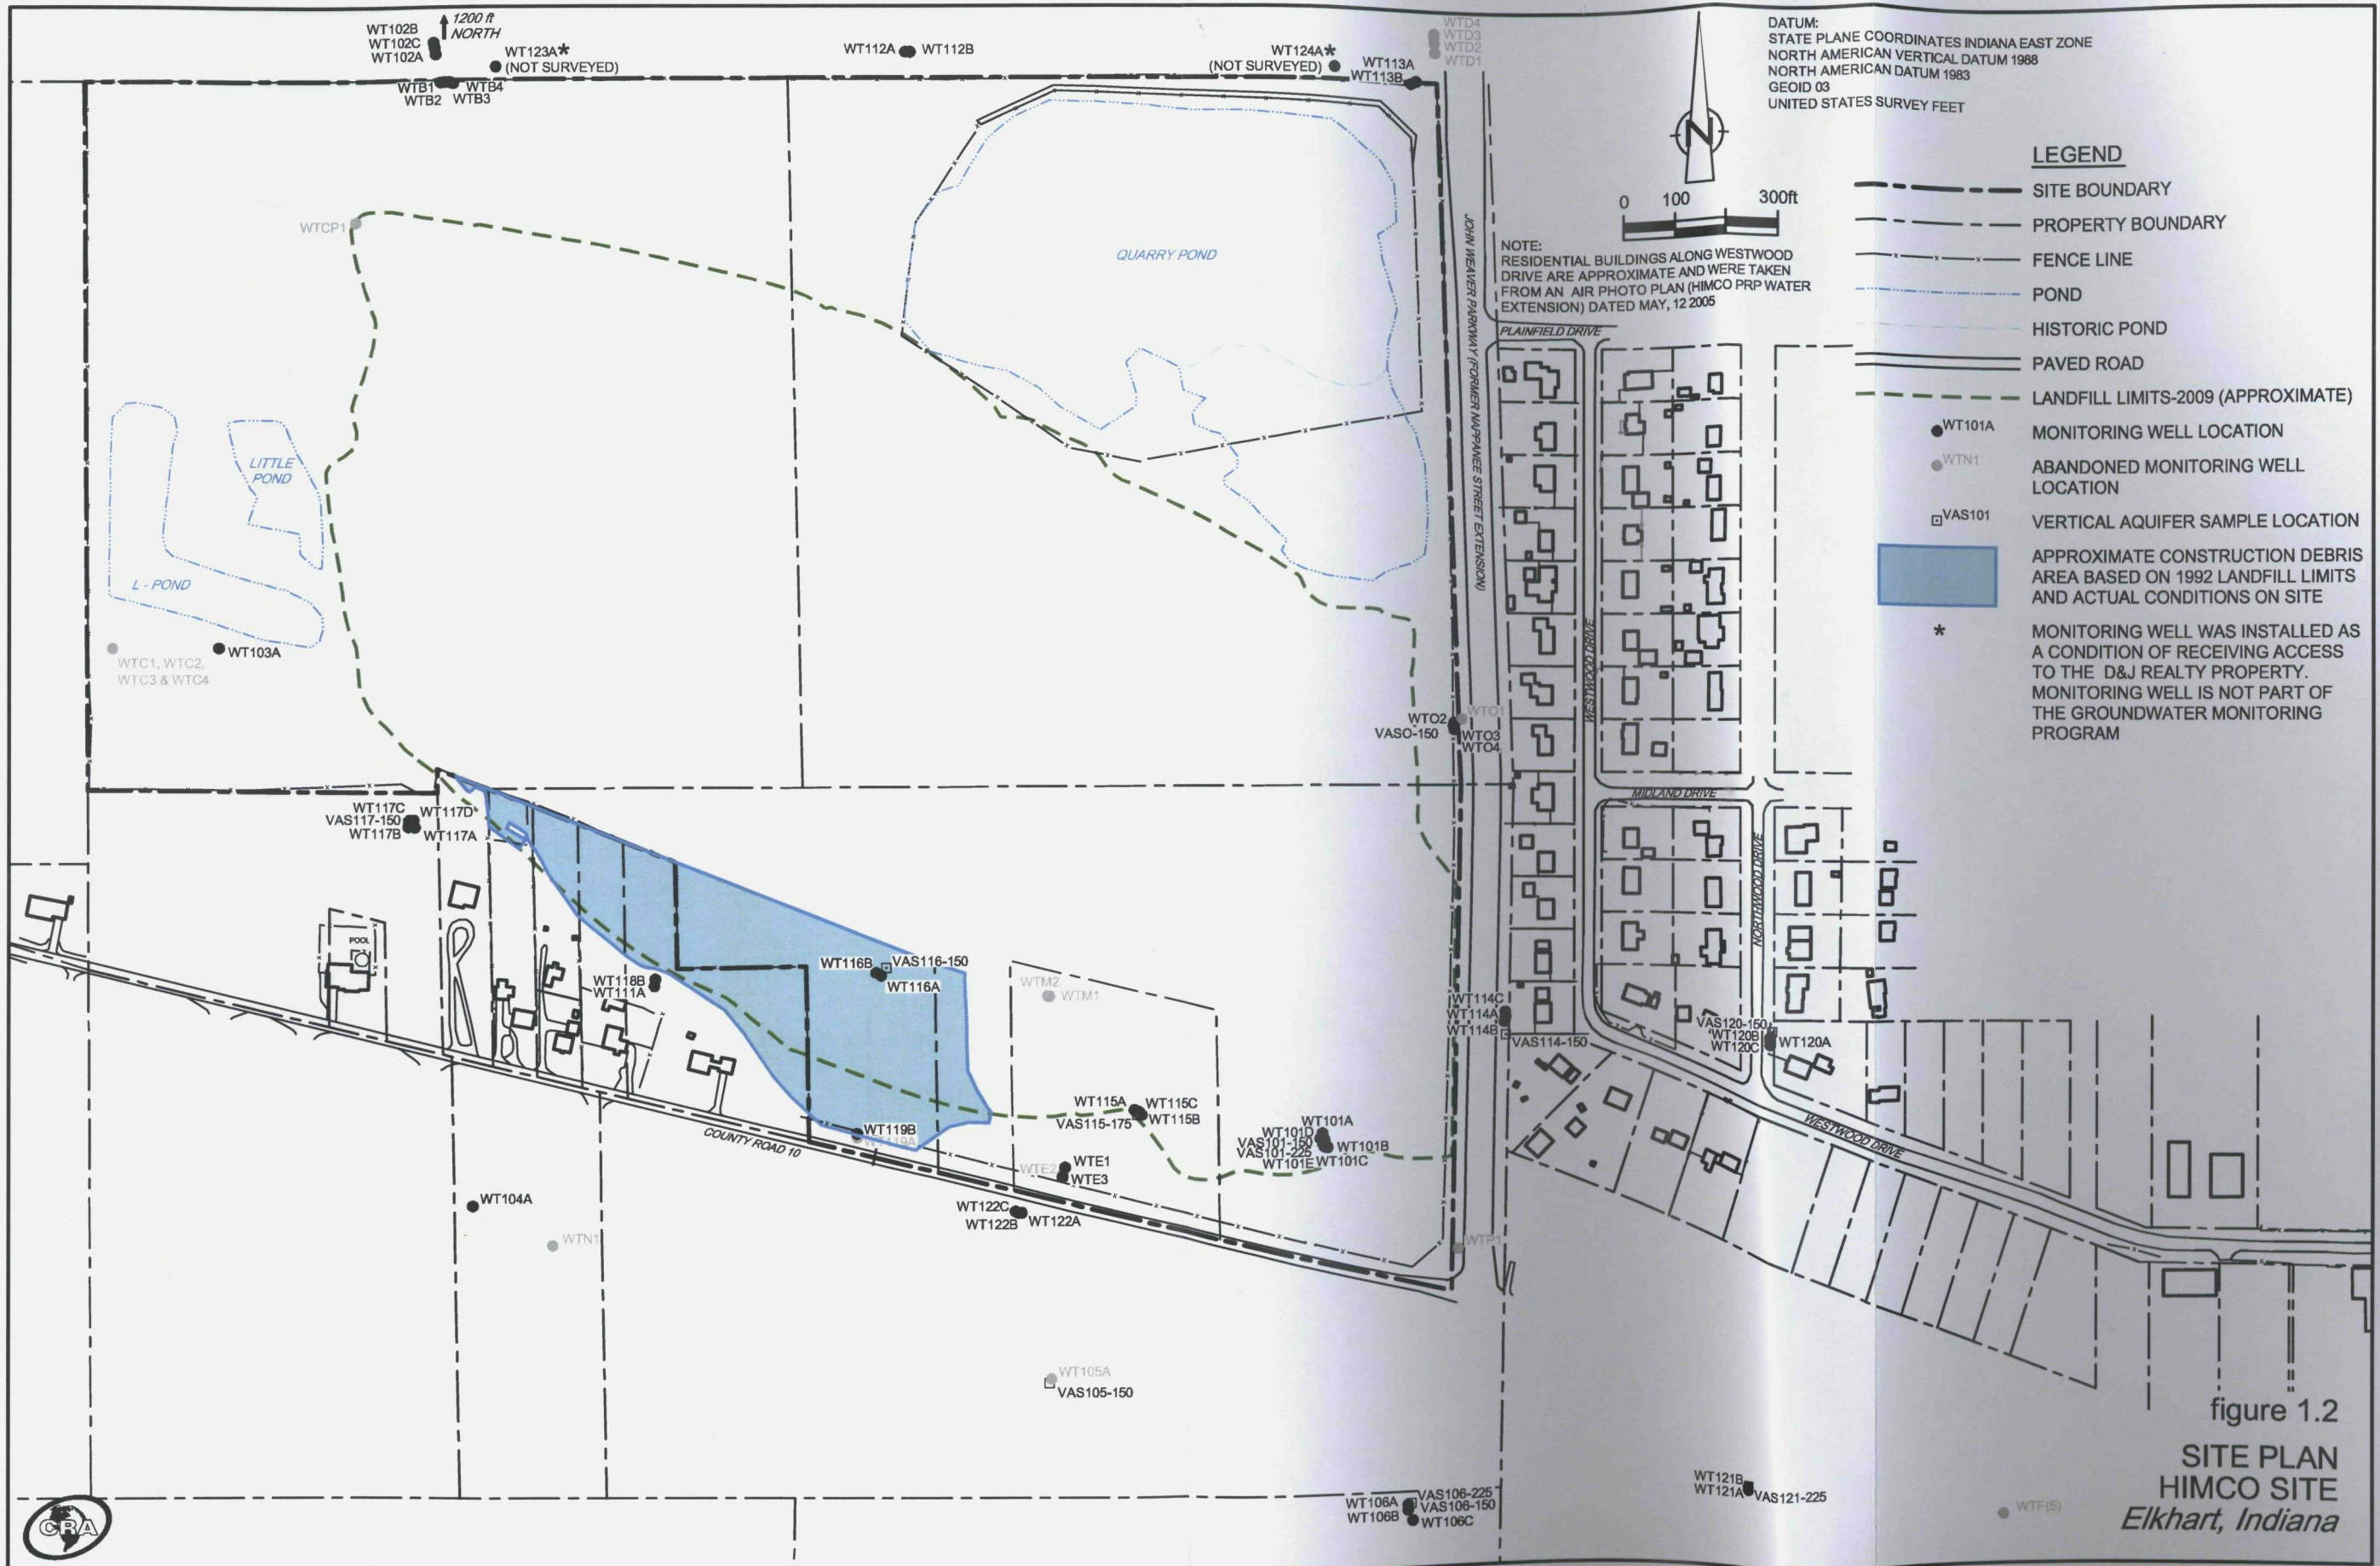 WT102B
WT102C
WT102A
1200 ft
NORTH
WT123A*
(NOT SURVEYED)
WTB1
WTB4
WTB2
WTB3
WT112A
WT112B
WT124A*
(NOT SURVEYED)
WT113A
WT113B
WTD4
WTD3
WTD2
WTD1
DATUM:
STATE PLANE COORDINATES INDIANA EAST ZONE
NORTH AMERICAN VERTICAL DATUM 1988
NORTH AMERICAN DATUM 1983
GEOID 03
UNITED STATES SURVEY FEET
N
0 100 300ft
NOTE:
RESIDENTIAL BUILDINGS ALONG WESTWOOD
DRIVE ARE APPROXIMATE AND WERE TAKEN
FROM AN AIR PHOTO PLAN (HIMCO PRP WATER
EXTENSION) DATED MAY, 12 2005
LEGEND
SITE BOUNDARY
PROPERTY BOUNDARY
FENCE LINE
POND
HISTORIC POND
PAVED ROAD
LANDFILL LIMITS-2009 (APPROXIMATE)
WT101A
MONITORING WELL LOCATION
WTN1
ABANDONED MONITORING WELL
LOCATION
VAS101
VERTICAL AQUIFER SAMPLE LOCATION
APPROXIMATE CONSTRUCTION DEBRIS
AREA BASED ON 1992 LANDFILL LIMITS
AND ACTUAL CONDITIONS ON SITE
*
MONITORING WELL WAS INSTALLED AS
A CONDITION OF RECEIVING ACCESS
TO THE D&J REALTY PROPERTY.
MONITORING WELL IS NOT PART OF
THE GROUNDWATER MONITORING
PROGRAM
WTCP1
QUARRY POND
JOHN WEAVER PARKWAY (FORMER NAPPANEE STREET EXTENSION)
PLAINFIELD DRIVE
WESTWOOD DRIVE
LITTLE
POND
L - POND
WTC1, WTC2,
WTC3 & WTC4
WT103A
WTO2
WTO1
VASO-150
WTO3
WTO4
MIDLAND DRIVE
NORTHWOOD DRIVE
WT117C
WT117D
VAS117-150
WT117B
WT117A
POOL
WT118B
WT111A
WT116B
VAS116-150
WT116A
WTM2
WTM1
WT114C
WT114A
WT114B
VAS114-150
VAS120-150
WT120B
WT120C
WT120A
WT115A
WT115C
VAS115-175
WT115B
WT101A
WT101D
VAS101-150
WT101B
VAS101-225
WT101E
WT101C
WT119B
WT119A
COUNTY ROAD 10
WTE1
WTE2
WTE3
WT122C
WT122B
WT122A
WESTWOOD DRIVE
WT104A
WTN1
WTP1
WT105A
VAS105-150
WT106A
VAS106-225
VAS106-150
WT106B
WT106C
WT121B
WT121A
VAS121-225
WTF(5)
figure 1.2
SITE PLAN
HIMCO SITE
Elkhart, Indiana
CRA